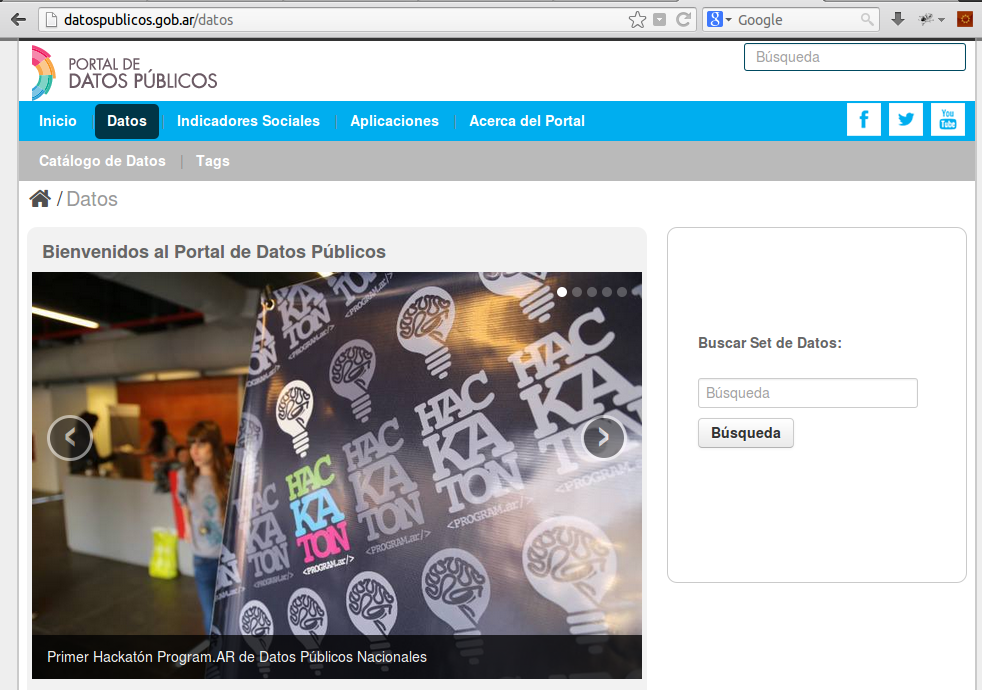 datospublicos.gob.ar/datos
Google
PORTAL DE
DATOS PÚBLICOS
Búsqueda
Inicio
Datos
Indicadores Sociales
Aplicaciones
Acerca del Portal
f
You
Tube
Catálogo de Datos
Tags
/ Datos
Bienvenidos al Portal de Datos Públicos
HAC
KA
TON
<PROGRAM.ar/>
HAC
KA
TON
<PROGRAM.ar/>
HAC
KA
TON
<PROGRAM.ar/>
HAC
KA
TON
<PROGRAM.ar/>
Primer Hackatón Program.AR de Datos Públicos Nacionales
Buscar Set de Datos:
Búsqueda
Búsqueda